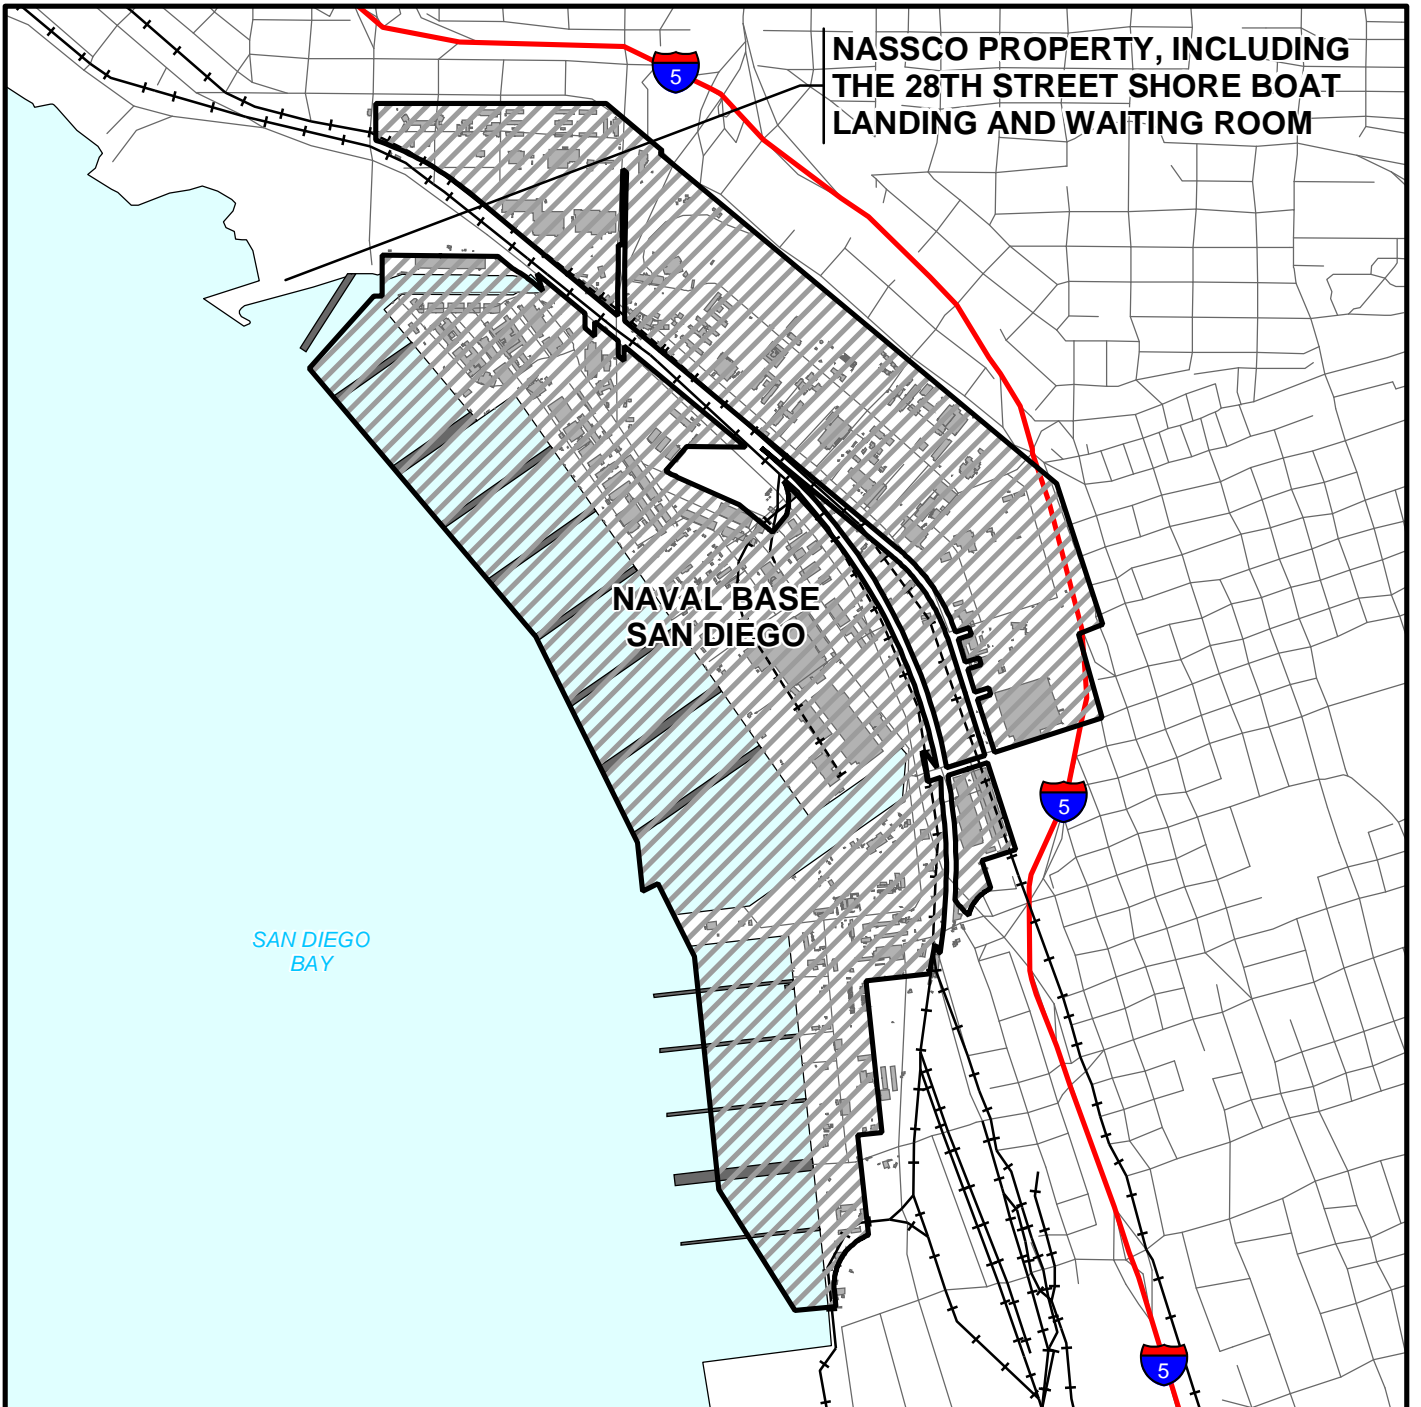 NASSCO PROPERTY, INCLUDING
THE 28TH STREET SHORE BOAT
LANDING AND WAITING ROOM
5
NAVAL BASE
SAN DIEGO
5
SAN DIEGO
BAY
5